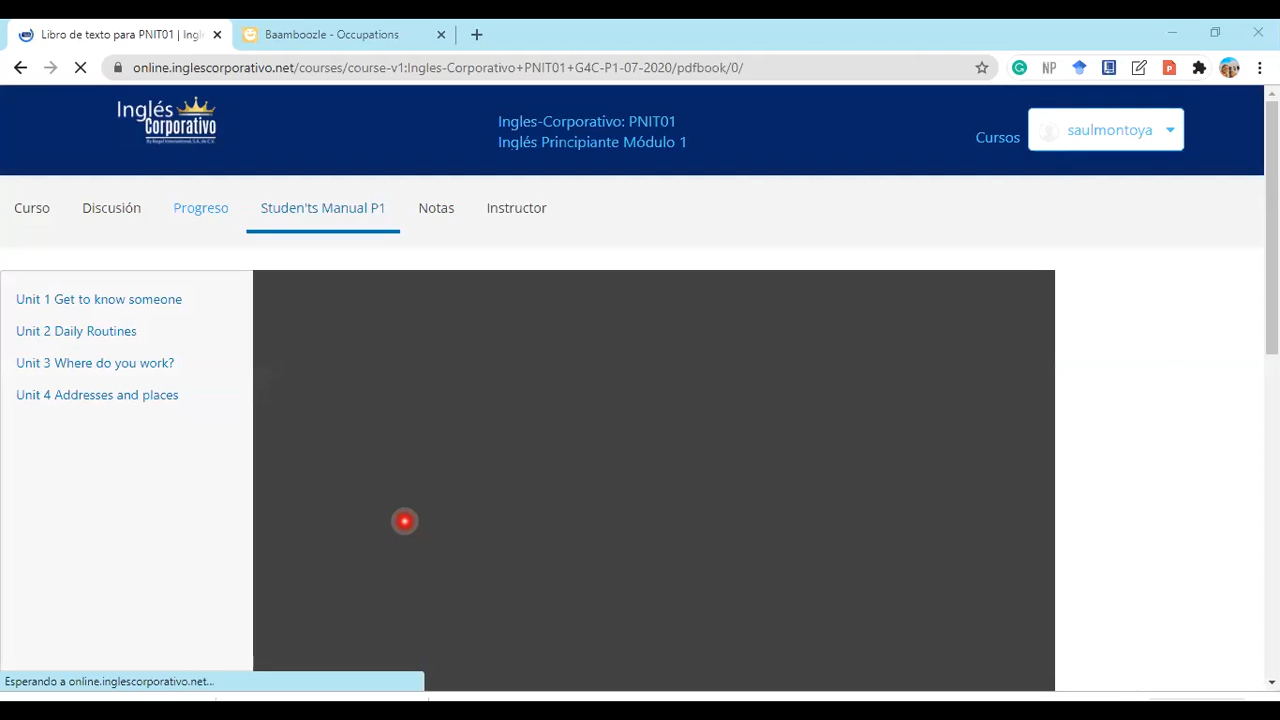 Libro de texto para PNIT01 | Ingle
Baamboozle - Occupations
online.inglescorporativo.net/courses/course-v1:Ingles-Corporativo+PNIT01+G4C-P1-07-2020/pdfbook/0/
NP
Inglés
Corporativo
Ingles-Corporativo: PNIT01
Inglés Principiante Módulo 1
Cursos
saulmontoya
Curso
Discusión
Progreso
Studen'ts Manual P1
Notas
Instructor
Unit 1 Get to know someone
Unit 2 Daily Routines
Unit 3 Where do you work?
Unit 4 Addresses and places
Esperando a online.inglescorporativo.net...